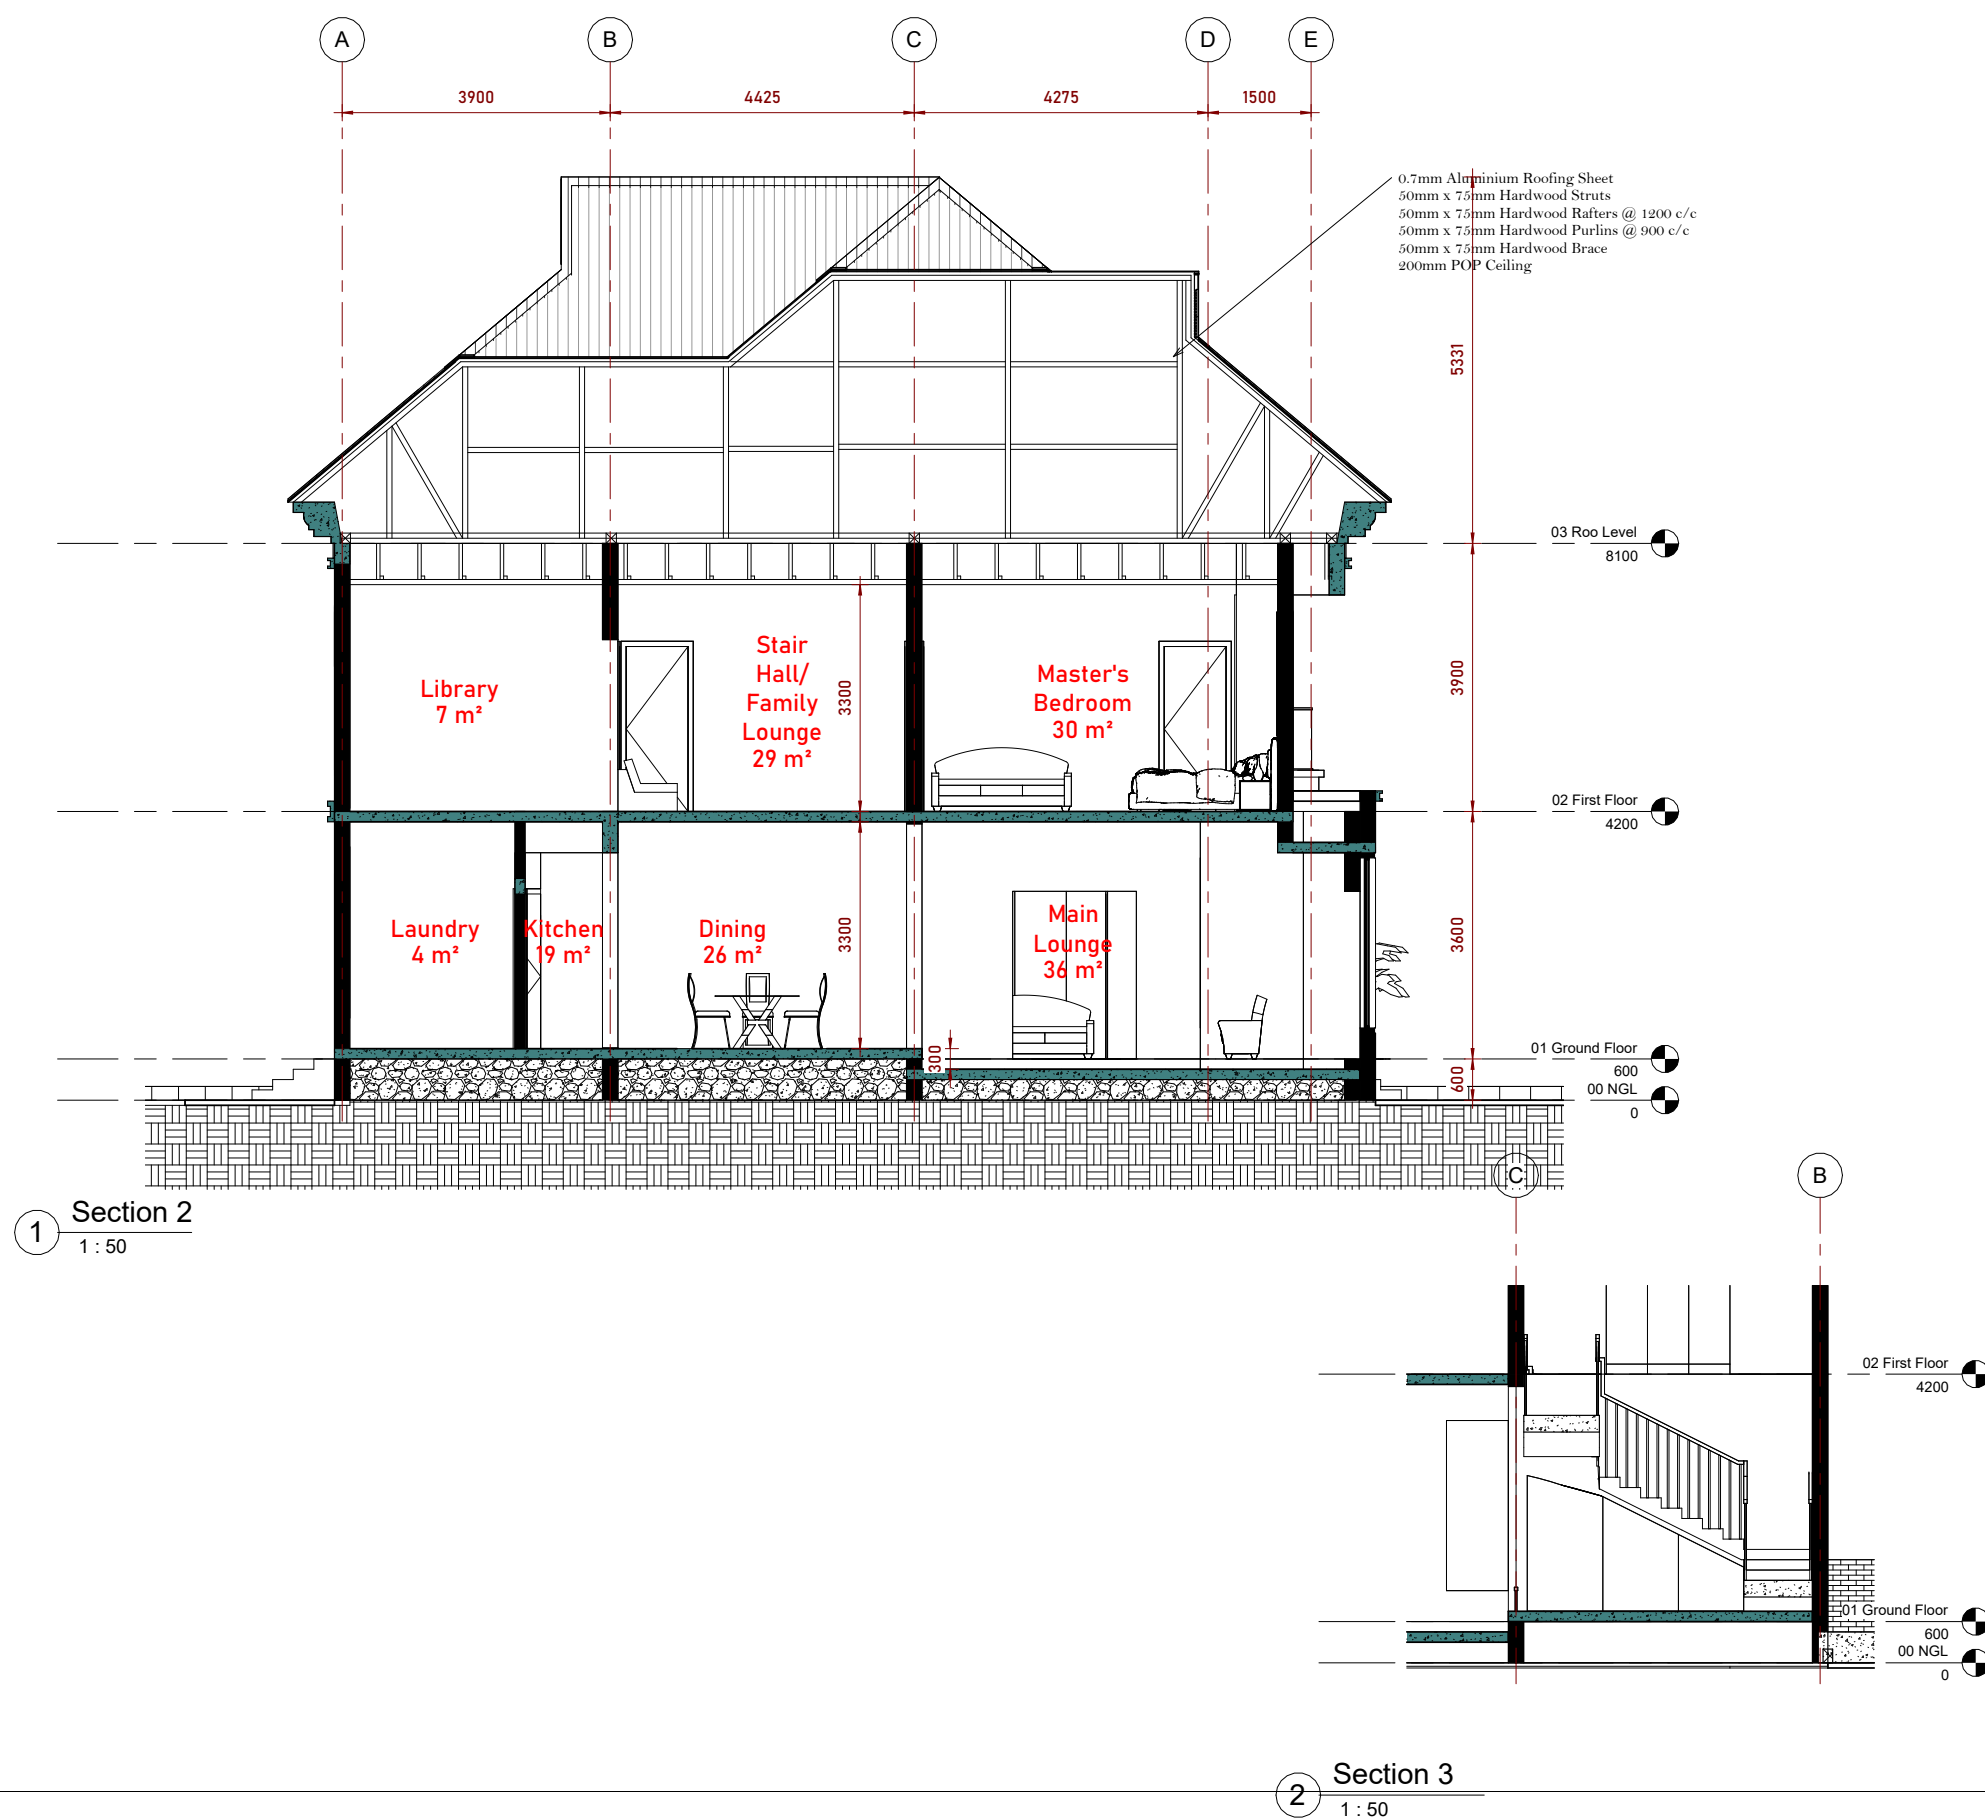 A
B
C
D
E
3900
4425
4275
1500
0.7mm Aluminium Roofing Sheet
50mm x 75mm Hardwood Struts
50mm x 75mm Hardwood Rafters @ 1200 c/c
50mm x 75mm Hardwood Purlins @ 900 c/c
50mm x 75mm Hardwood Brace
200mm POP Ceiling
5331
03 Roo Level
8100
Library
7 m²
Stair
Hall/
Family
Lounge
29 m²
3300
Master's
Bedroom
30 m²
3900
02 First Floor
4200
Laundry
4 m²
Kitchen
19 m²
Dining
26 m²
3300
Main
Lounge
36 m²
3600
300
01 Ground Floor
600
600
00 NGL
0
1
Section 2
1 : 50
C
B
02 First Floor
4200
01 Ground Floor
600
00 NGL
0
2
Section 3
1 : 50